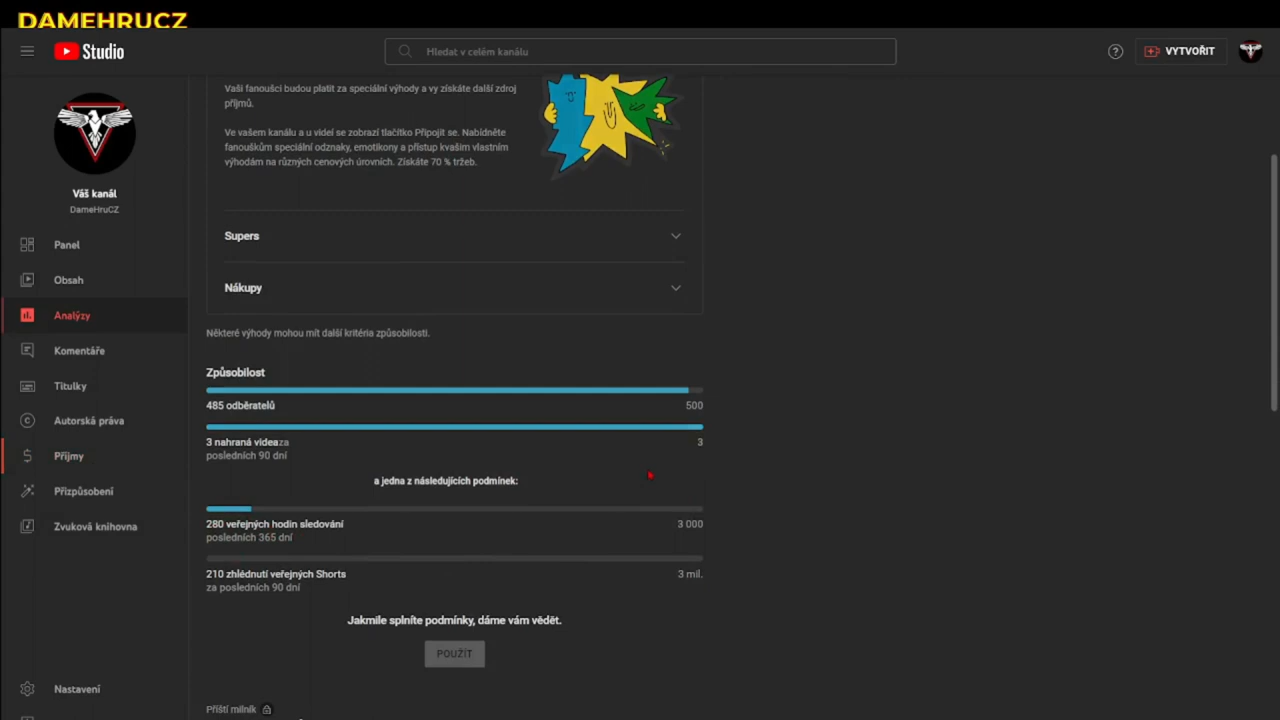 DAMEHRUCZ
Studio
Hledat v celém kanálu
VYTVOŘIT
Vaši fanoušci budou platit za speciální výhody a vy získáte další zdroj
příjmů.
Ve vašem kanálu a u videí se zobrazí tlačítko Připojit se. Nabídněte
fanouškům speciální odznaky, emotikony a přístup kvašim vlastním
výhodám na různých cenových úrovních. Získáte 70 % tržeb.
Váš kanál
DameHruCZ
Panel
Obsah
Analýzy
Komentáře
Titulky
Autorská práva
Příjmy
Přizpůsobení
Zvuková knihovna
Nastavení
Supers
Nákupy
Některé výhody mohou mít další kritéria způsobilosti.
Způsobilost
485 odběratelů 500
3 nahraná videaza 3
posledních 90 dní
a jedna z následujících podmínek:
280 veřejných hodin sledování 3 000
posledních 365 dní
210 zhlédnutí veřejných Shorts 3 mil.
za posledních 90 dní
Jakmile splníte podmínky, dáme vám vědět.
POUŽÍT
Příští milník